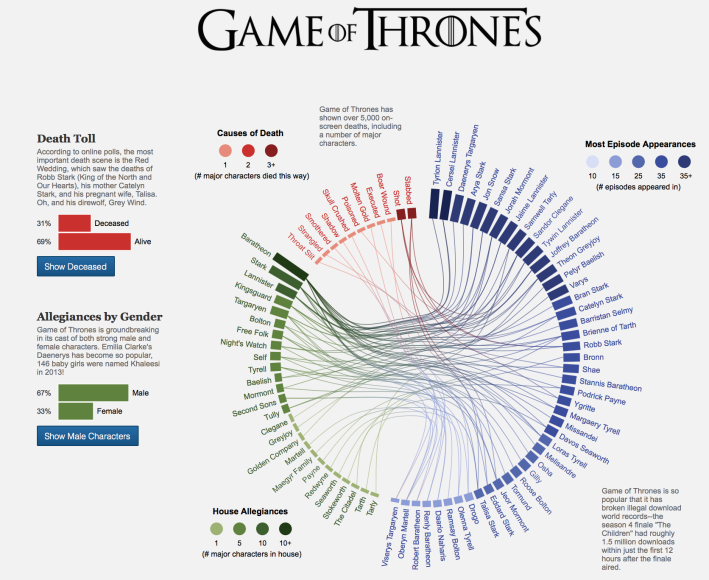 GAME OF THRONES
Game of Thrones has
shown over 5,000 on-
screen deaths, including
a number of major
characters.
Death Toll
According to online polls, the most
important death scene is the Red
Wedding, which saw the deaths of
Robb Stark (King of the North and
Our Hearts), his mother Catelyn
Stark, and his pregnant wife, Talisa.
Oh, and his direwolf, Grey Wind.
31%
Deceased
69%
Alive
Show Deceased
Allegiances by Gender
Game of Thrones is groundbreaking
in its cast of both strong male and
female characters. Emilia Clarke's
Daenerys has become so popular,
146 baby girls were named Khaleesi
in 2013!
67%
Male
33%
Female
Show Male Characters
Causes of Death
1
2
3+
(# major characters died this way)
Most Episode Appearances
10
15
25
35
35+
(# episodes appeared in)
Throat Slit
Strangled
Smothered
Shadow
Skull Crushed
Poisoned
Molten Gold
Executed
Boar Wound
Shot
Stabbed
Tyrion Lannister
Cersei Lannister
Daenerys Targaryen
Arya Stark
Jon Snow
Sansa Stark
Jorah Mormont
Jaime Lannister
Samwell Tarly
Sandor Clegane
Tywin Lannister
Joffrey Baratheon
Theon Greyjoy
Petyr Baelish
Varys
Bran Stark
Catelyn Stark
Barristan Selmy
Brienne of Tarth
Robb Stark
Bronn
Shae
Stannis Baratheon
Podrick Payne
Ygritte
Margaery Tyrell
Missandei
Davos Seaworth
Loras Tyrell
Melisandre
Osha
Gilly
Roose Bolton
Tormund
Jeor Mormont
Eddard Stark
Talisa Stark
Drogo
Olenna Tyrell
Ramsay Bolton
Daario Naharis
Renly Baratheon
Robert Baratheon
Oberyn Martell
Viserys Targaryen
Baratheon
Stark
Lannister
Kingsguard
Targaryen
Bolton
Free Folk
Night's Watch
Self
Tyrell
Baelish
Mormont
Second Sons
Tully
Clegane
Greyjoy
Golden Company
Martell
Maegyr Family
Payne
Redwyne
Seaworth
Stokeworth
The Citadel
Tarth
Tarly
House Allegiances
1
5
10
10+
(# major characters in house)
Game of Thrones is so
popular that it has
broken illegal download
world records--the
season 4 finale "The
Children" had roughly
1.5 million downloads
within just the first 12
hours after the finale
aired.